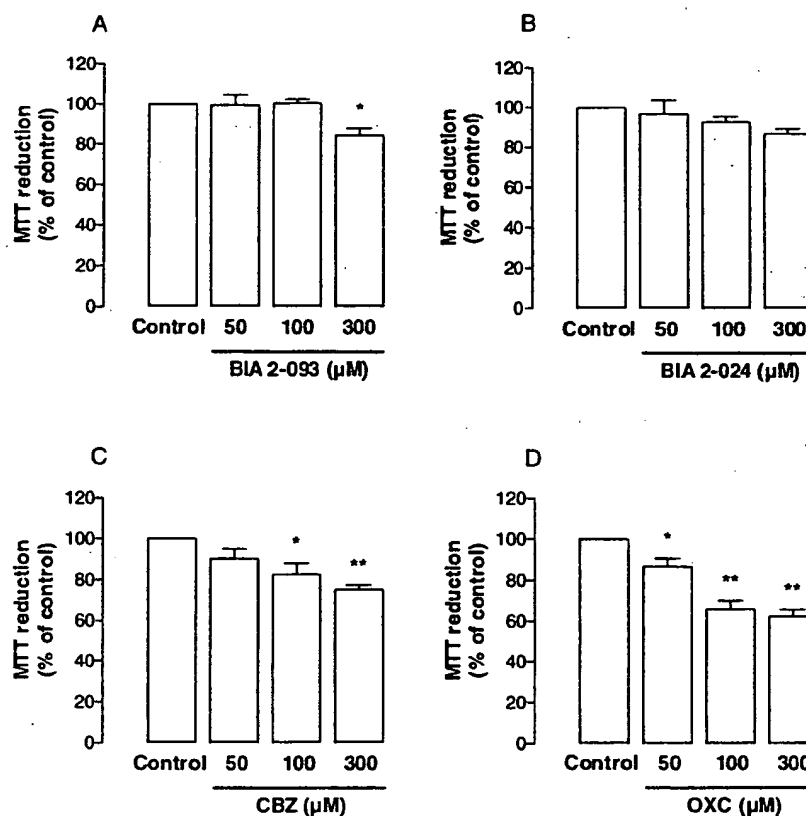 A
MTT reduction
(% of control)
120
100
80
60
40
20
0
*
Control 50 100 300
BIA 2-093 (µM)
B
MTT reduction
(% of control)
120
100
80
60
40
20
0
Control 50 100 300
BIA 2-024 (µM)
C
MTT reduction
(% of control)
120
100
80
60
40
20
0
* **
Control 50 100 300
CBZ (µM)
D
MTT reduction
(% of control)
120
100
80
60
40
20
0
* ** **
Control 50 100 300
OXC (µM)